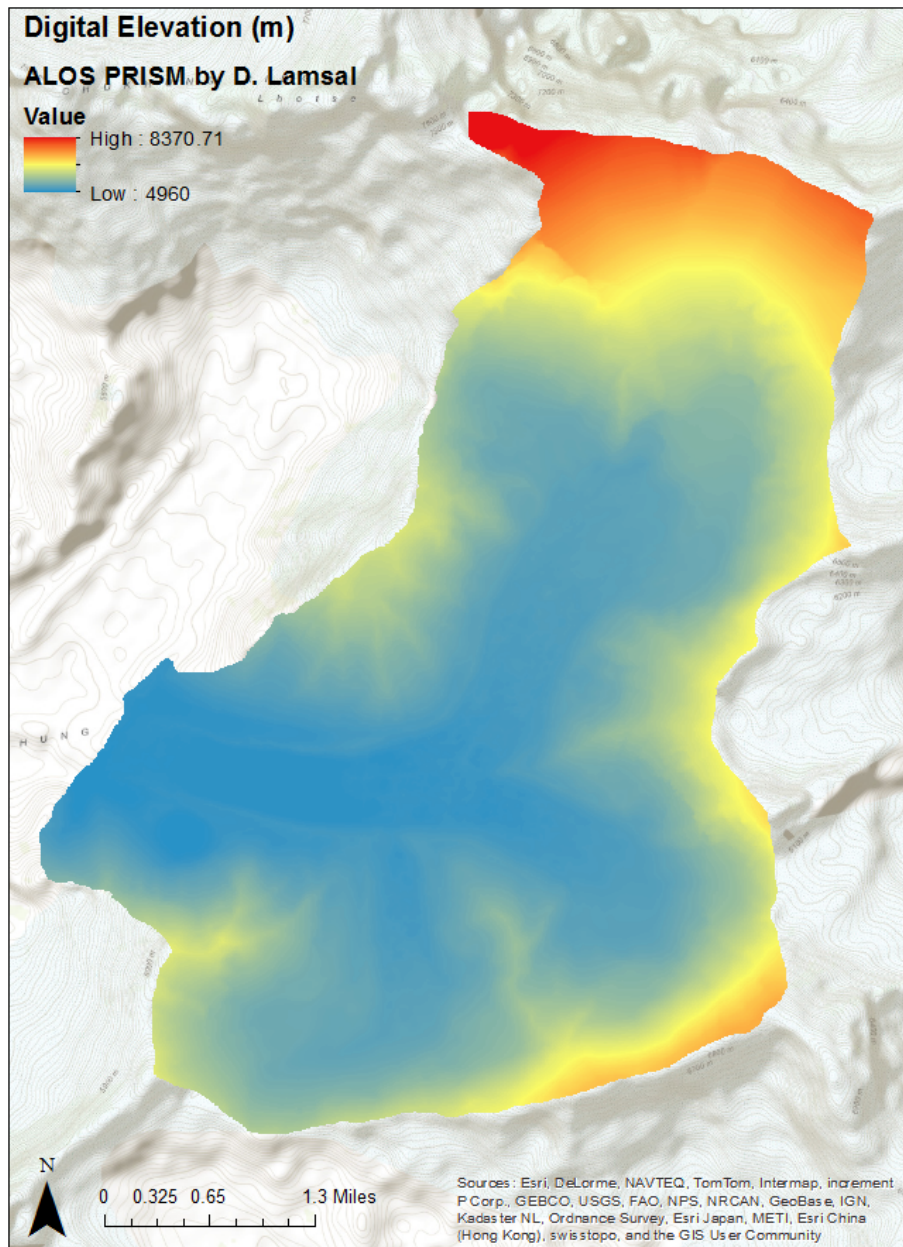 Digital Elevation (m)
ALOS PRISM by D. Lamsal
L h o t s e
Value
High : 8370.71
Low : 4960
H U N G
N
0 0.325 0.65 1.3 Miles
Sources: Esri, DeLorme, NAVTEQ, TomTom, Intermap, increment
P Corp., GEBCO, USGS, FAO, NPS, NRCAN, GeoBase, IGN,
Kadaster NL, Ordnance Survey, Esri Japan, METI, Esri China
(Hong Kong), swisstopo, and the GIS User Community